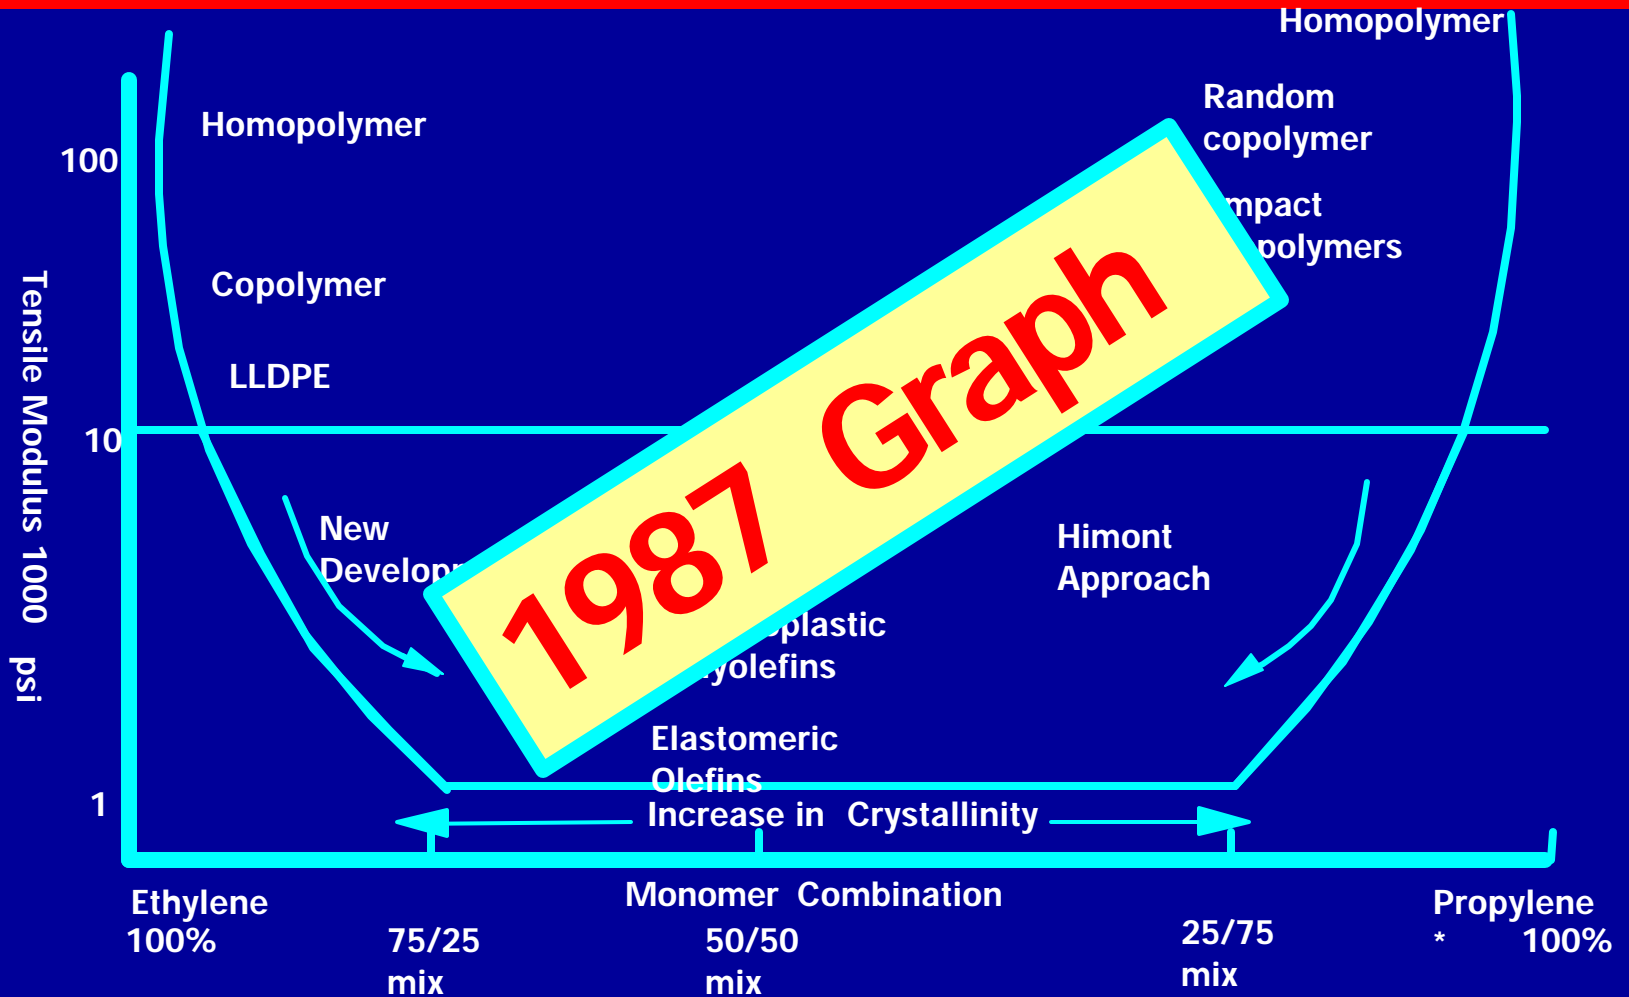 Homopolymer
Random
copolymer
Homopolymer
100
mpact
polymers
Copolymer
LLDPE
10
1987 Graph
Tensile Modulus 1000 psi
New
Develop
Himont
Approach
plastic
yolefins
Elastomeric
Olefins
1
Increase in Crystallinity
Monomer Combination
Ethylene
100%
75/25
mix
50/50
mix
25/75
mix
Propylene
* 100%